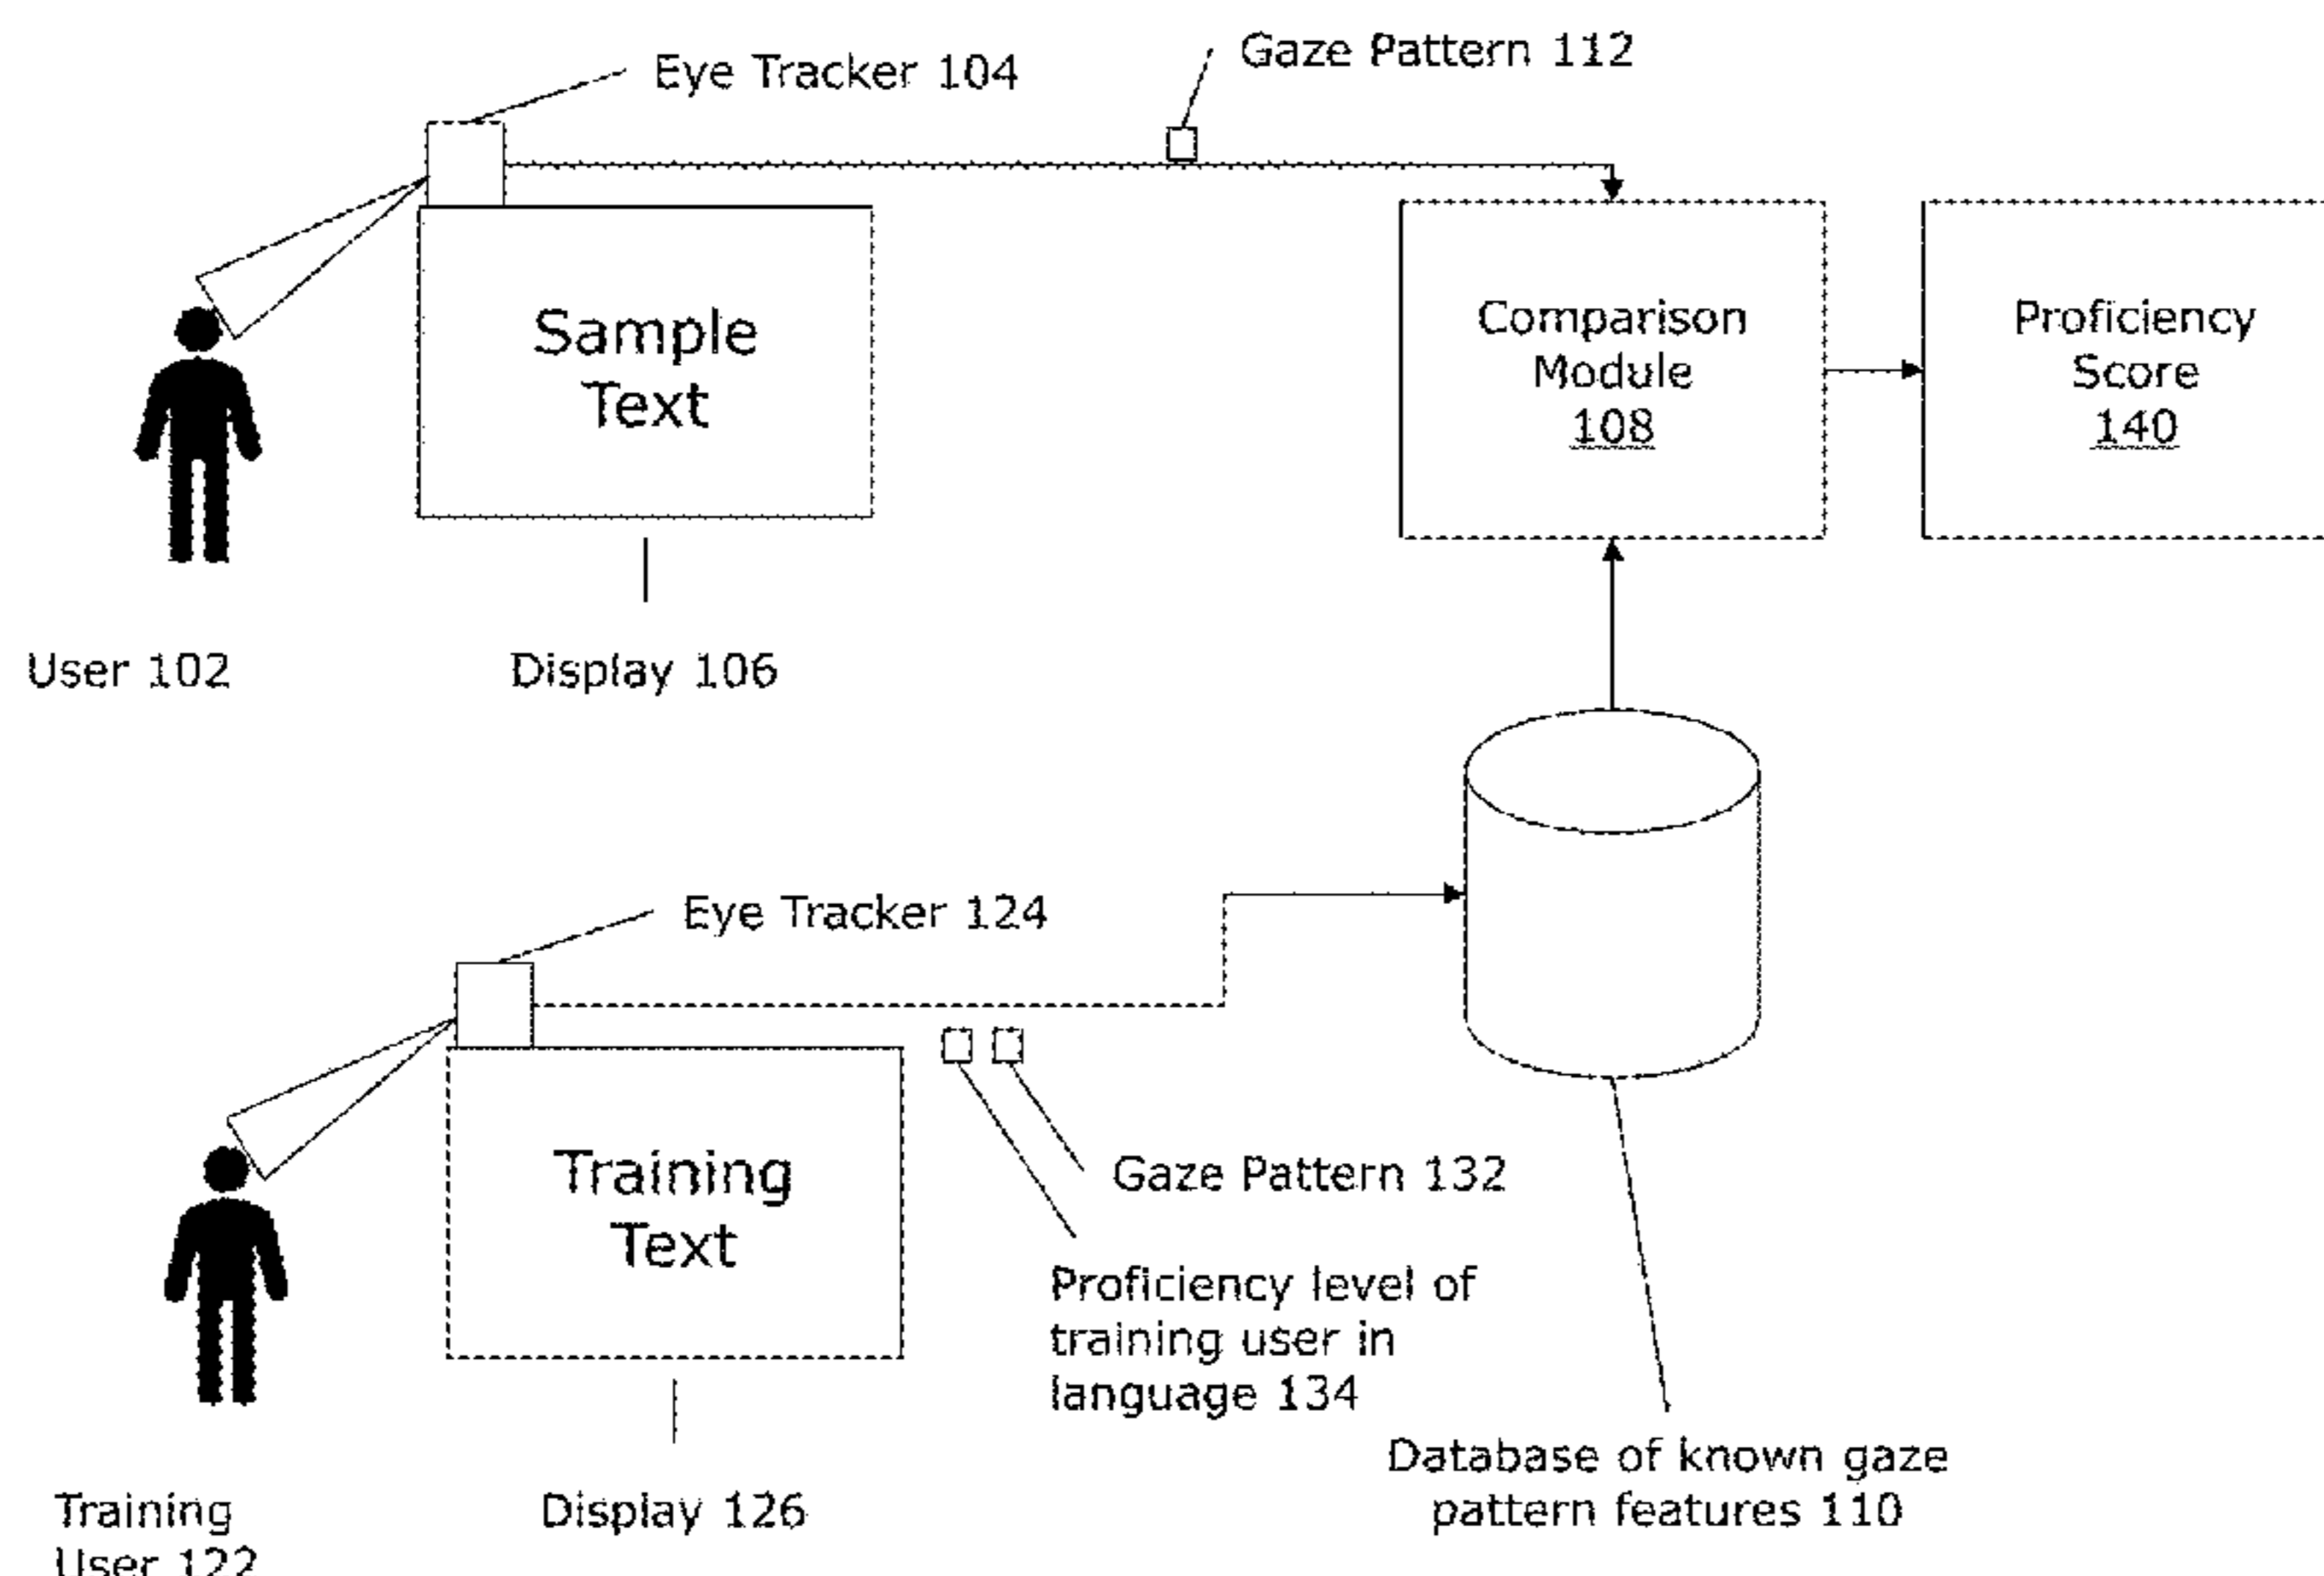 Eye Tracker 104
Gaze Pattern 112
Sample
Text
Comparison
Module
108
Proficiency
Score
140
User 102
Display 106
Eye Tracker 124
Training
Text
Gaze Pattern 132
Proficiency level of
training user in
language 134
Database of known gaze
pattern features 110
Training
User 122
Display 126